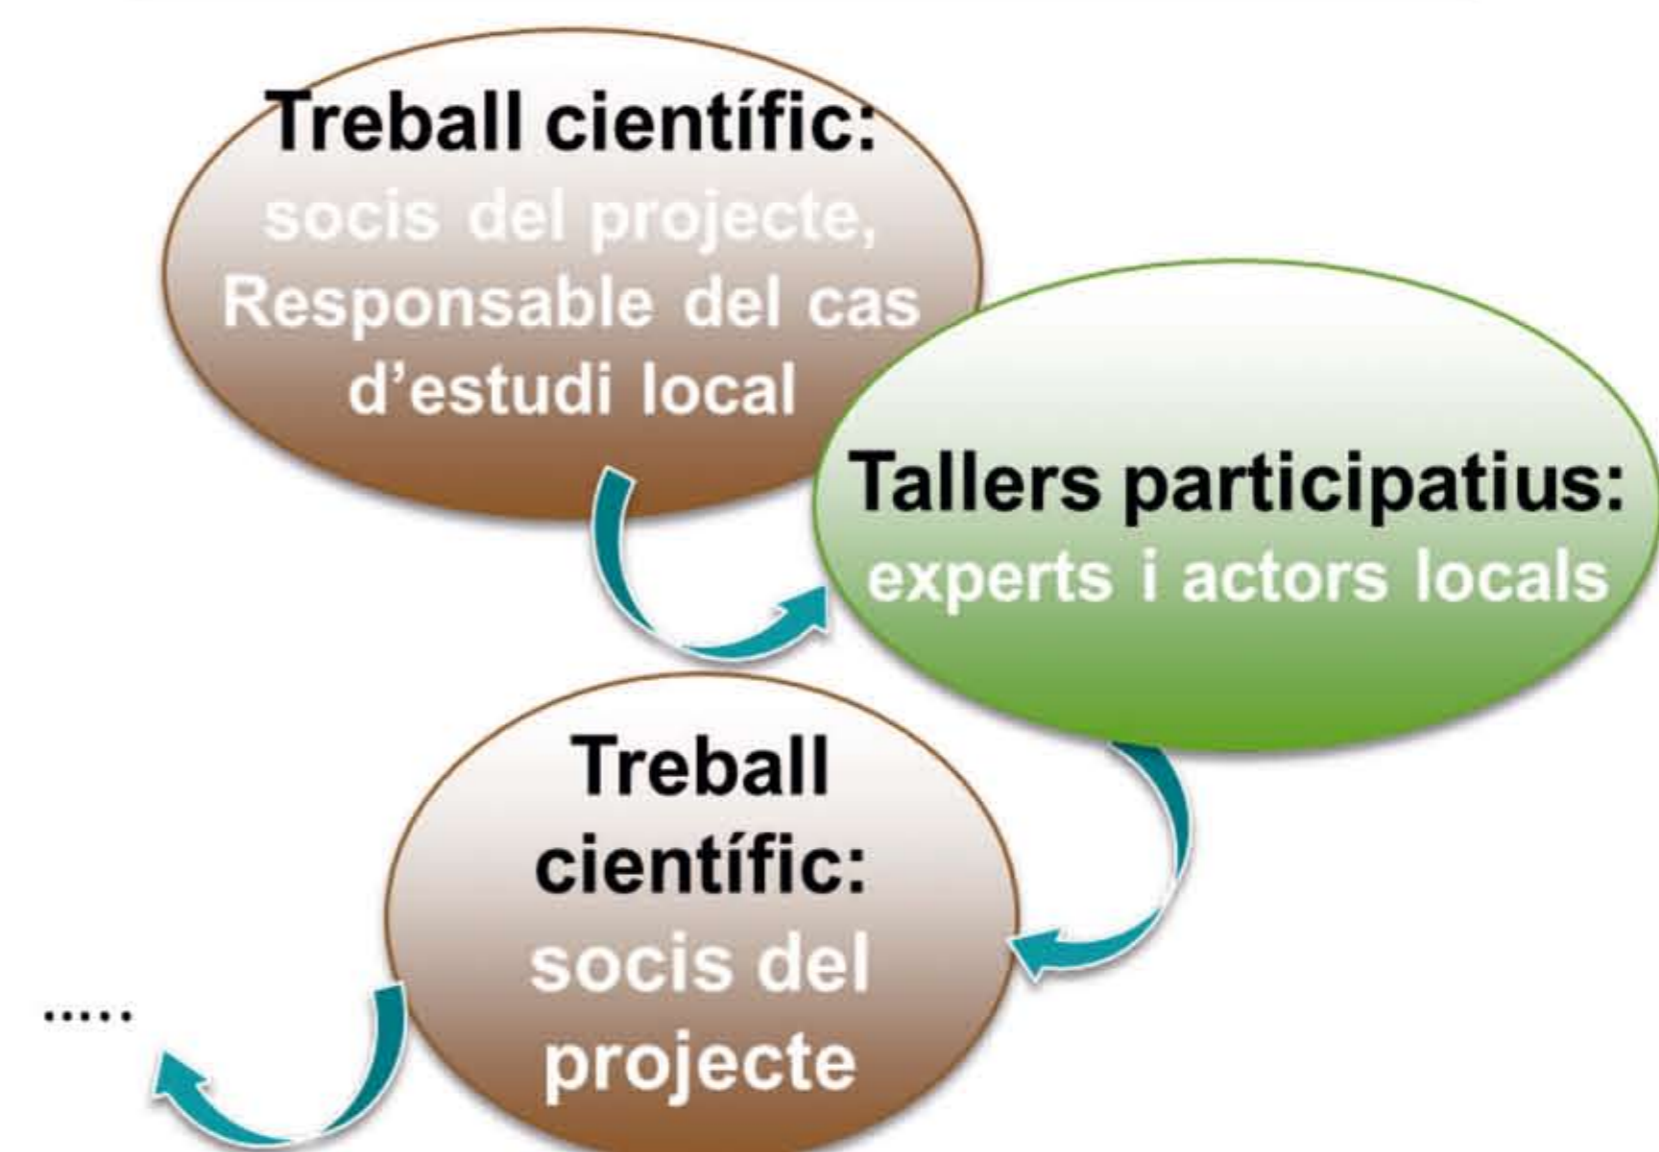 Treball científic:
socis del projecte,
Responsable del cas
d’estudi local
Tallers participatius:
experts i actors locals
Treball
científic:
socis del
projecte
.....